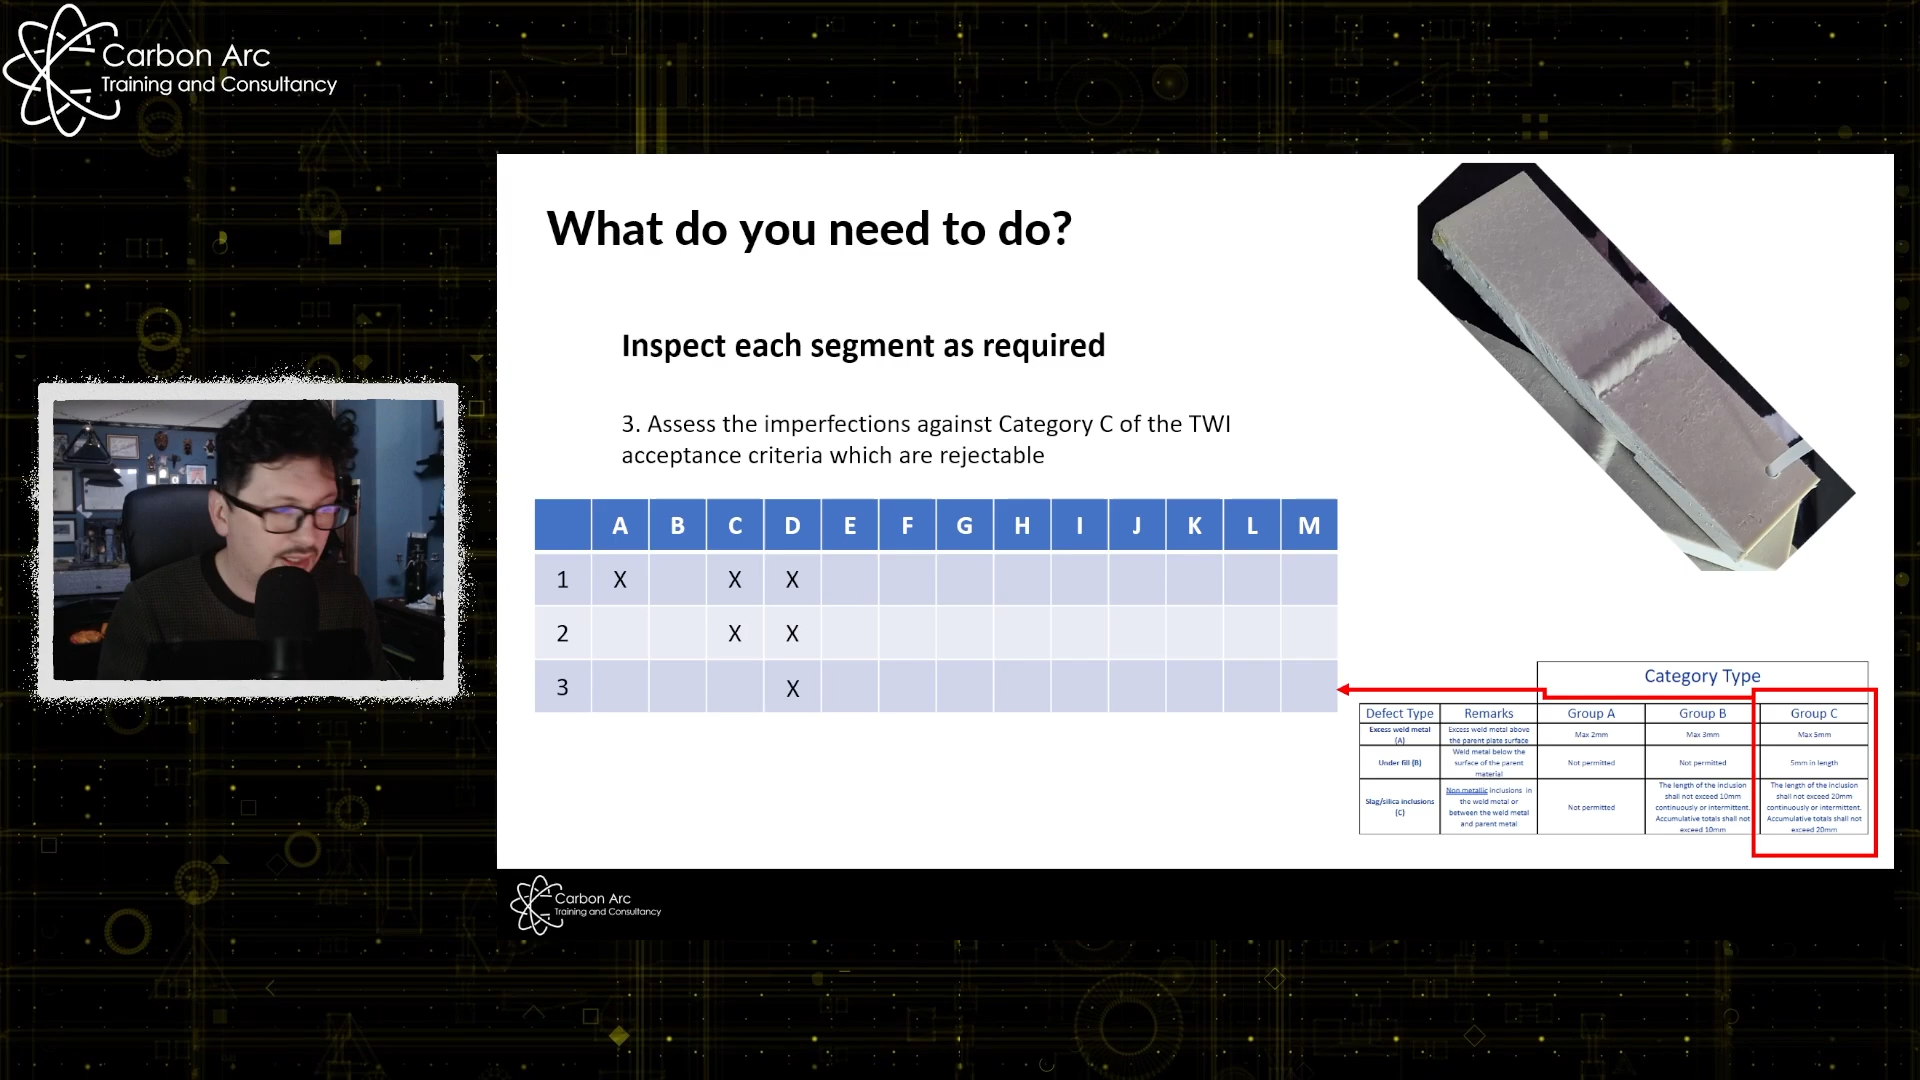 Carbon Arc
Training and Consultancy
What do you need to do?
Inspect each segment as required
3. Assess the imperfections against Category C of the TWI
acceptance criteria which are rejectable
A B C D E F G H I J K L M
1 X X X
2 X X
3 X
Category Type
Defect Type Remarks Group A Group B Group C
Excess weld metal
(A)
Excess weld metal above
the parent plate surface
Max 2mm
Max 3mm
Max 5mm
Under fill (B)
Weld metal below the
surface of the parent
material
Not permitted
Not permitted
5mm in length
Slag/silica inclusions
(C)
Non metallic inclusions in
the weld metal or
between the weld metal
and parent metal
Not permitted
The length of the inclusion
shall not exceed 10mm
continuously or intermittent.
Accumulative totals shall not
exceed 10mm
The length of the inclusion
shall not exceed 20mm
continuously or intermittent.
Accumulative totals shall not
exceed 20mm
Carbon Arc
Training and Consultancy